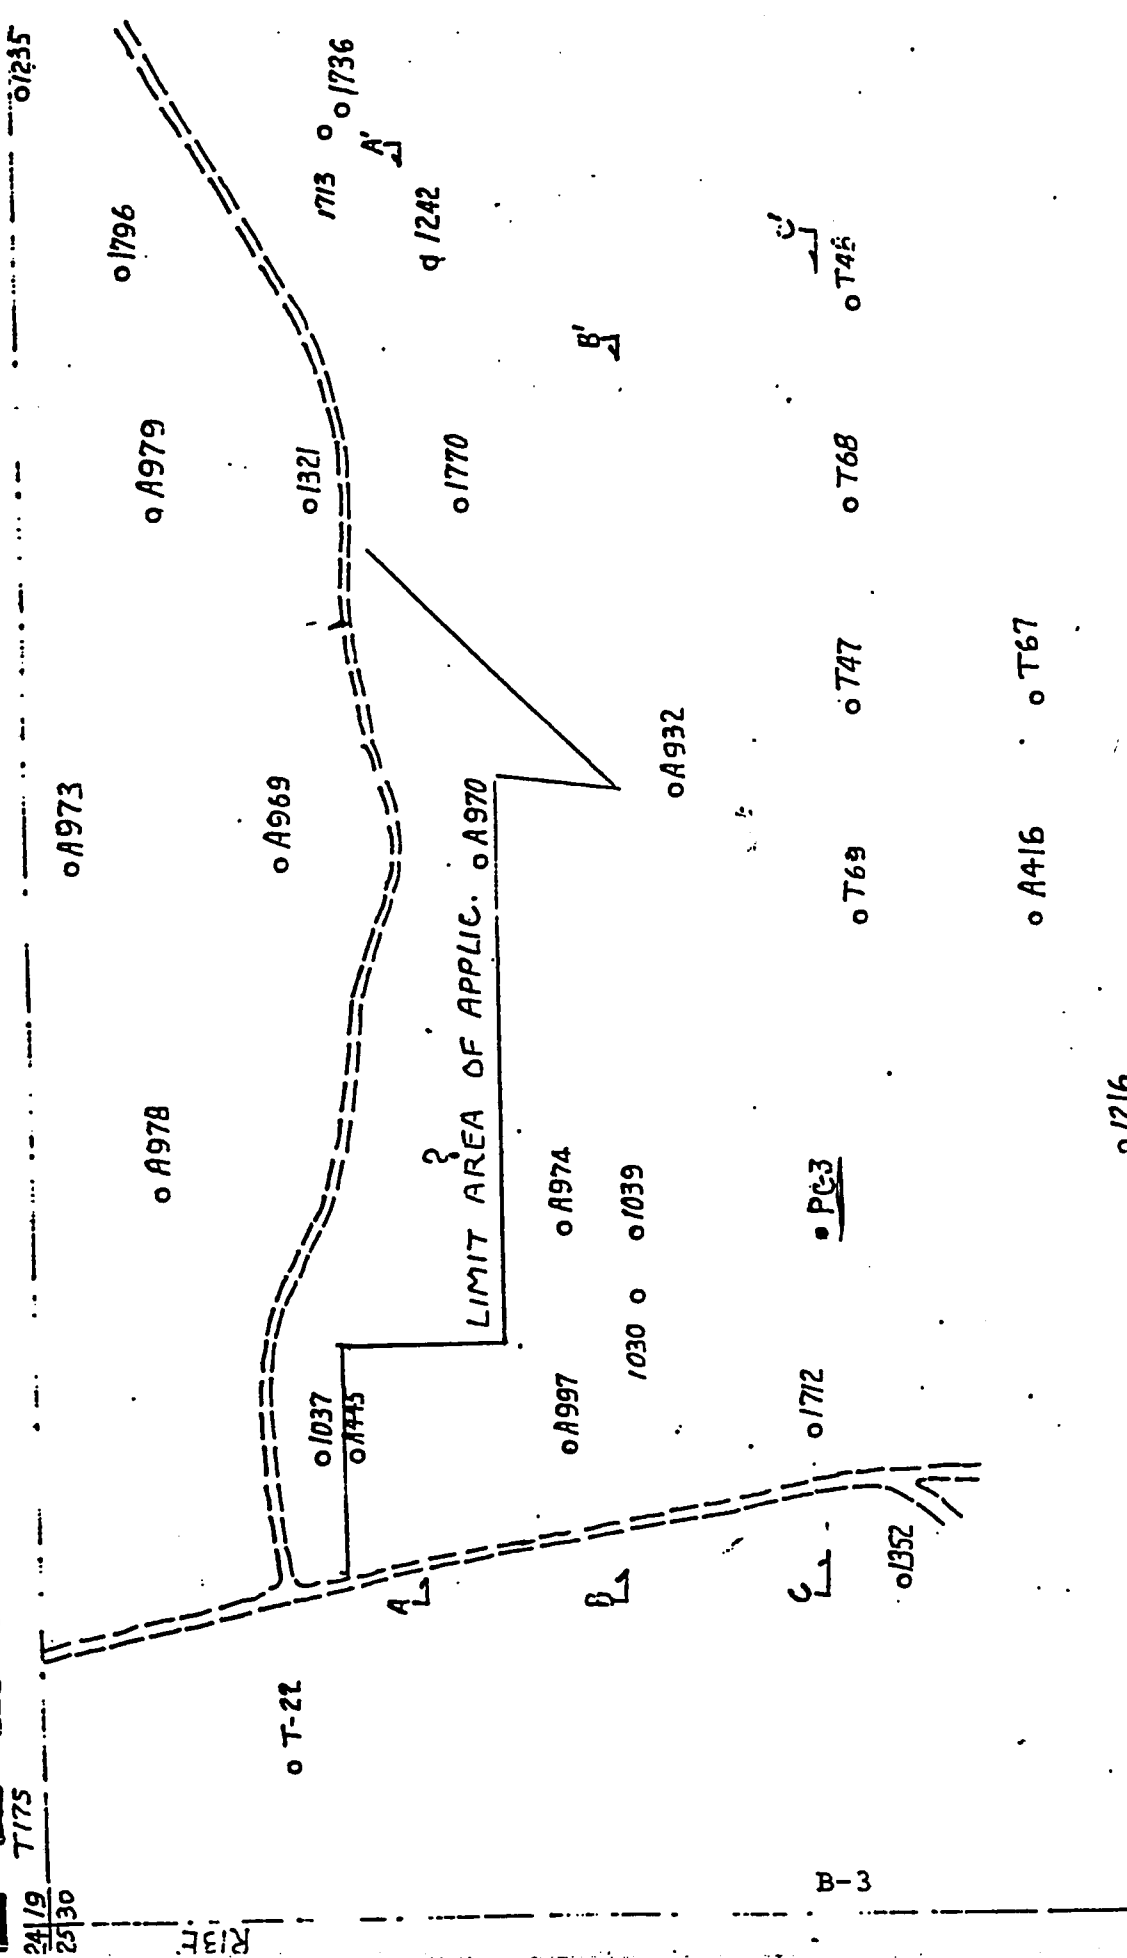 24|19
25|30
T17S
R13E
o T-22
o A978
o A973
o A969
o A979
o 1796
o 1235
o 1037
o A445
LIMIT AREA OF APPLIC.
?
o A970
o 1321
o 1770
1713 o
o 1736
o 1242
A
A'
B
B'
C
C'
o A997
o A974
1030 o
o 1039
o A932
o 1712
• PC-3
o T69
o T47
o T68
o T48
o 1352
o A416
o T67
o 1216
B-3